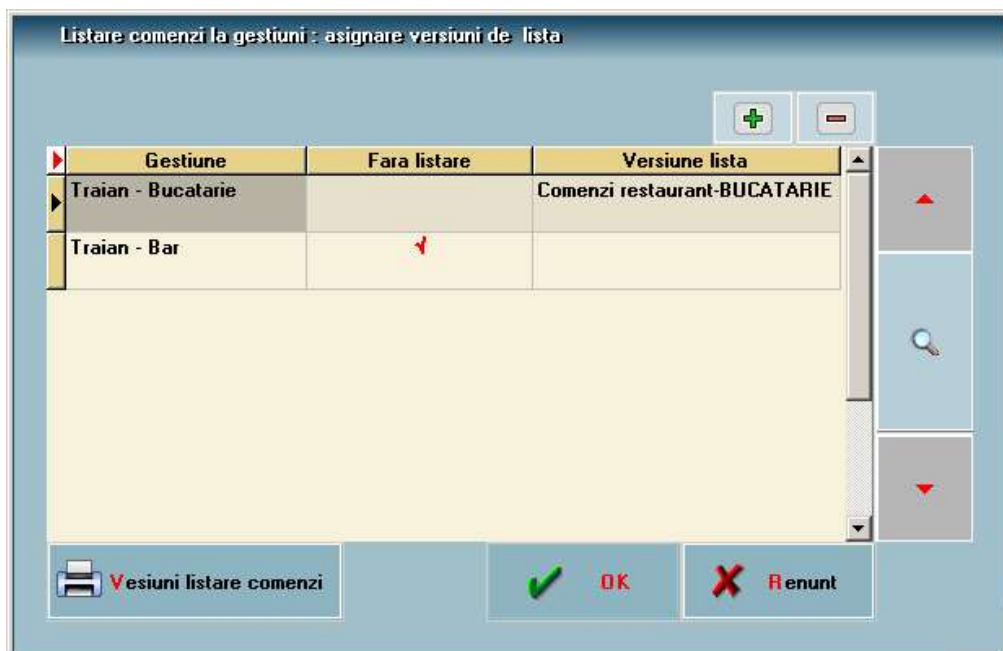 Listare comenzi la gestiuni : asignare versiuni de lista
Gestiune Fara listare Versiune lista
Traian - Bucatarie Comenzi restaurant-BUCATARIE
Traian - Bar
Vesiuni listare comenzi OK Renunt